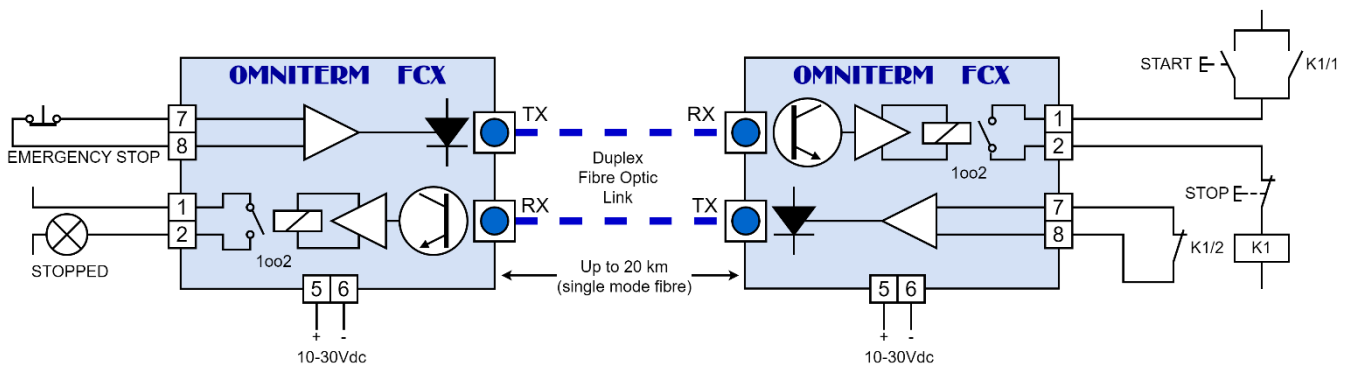 OMNITERM FCX
7
8
EMERGENCY STOP
1
2
STOPPED
1oo2
5 6
+ -
10-30Vdc
TX
RX
Duplex
Fibre Optic
Link
Up to 20 km
(single mode fibre)
RX
TX
OMNITERM FCX
1oo2
1
2
7
8
5 6
+ -
10-30Vdc
START
K1/1
STOP
K1/2
K1